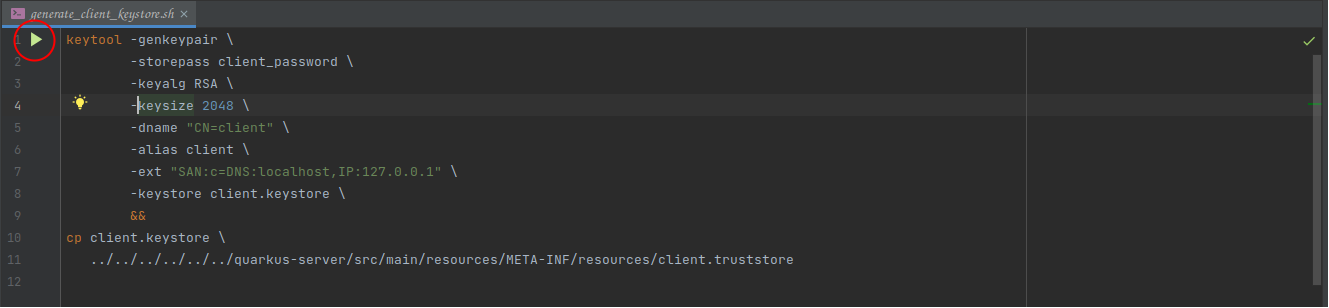 generate_client_keystore.sh ×
1 keytool -genkeypair \
2 -storepass client_password \
3 -keyalg RSA \
4 -keysize 2048 \
5 -dname "CN=client" \
6 -alias client \
7 -ext "SAN:c=DNS:localhost,IP:127.0.0.1" \
8 -keystore client.keystore \
9 &&
10 cp client.keystore \
11 ../../../../../../quarkus-server/src/main/resources/META-INF/resources/client.truststore
12